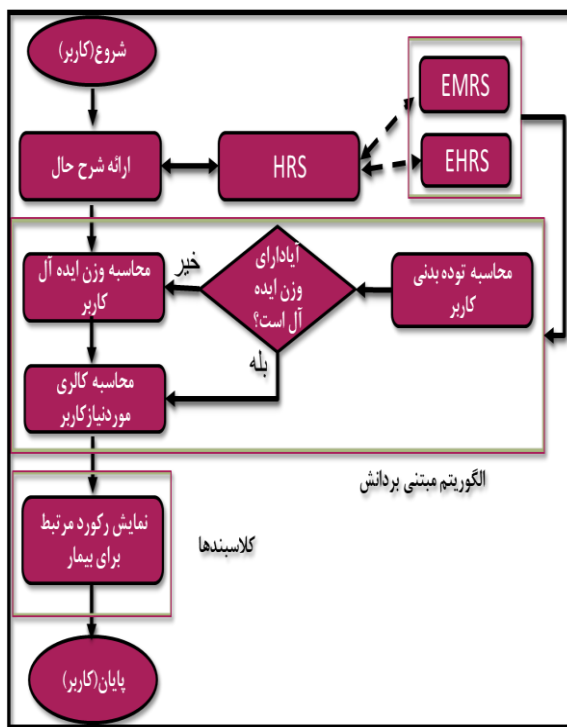 شروع(کاربر)
EMRS
ارائه شرح حال
HRS
EHRS
آیادارای
وزن ایده
آل است؟
خیر
بله
محاسبه توده بدنی
کاربر
محاسبه وزن ایده آل
کاربر
محاسبه کالری
موردنیازکاربر
الگوریتم مبتنی بردانش
نمایش رکورد مرتبط
برای بیمار
کلاسبندها
پایان(کاربر)